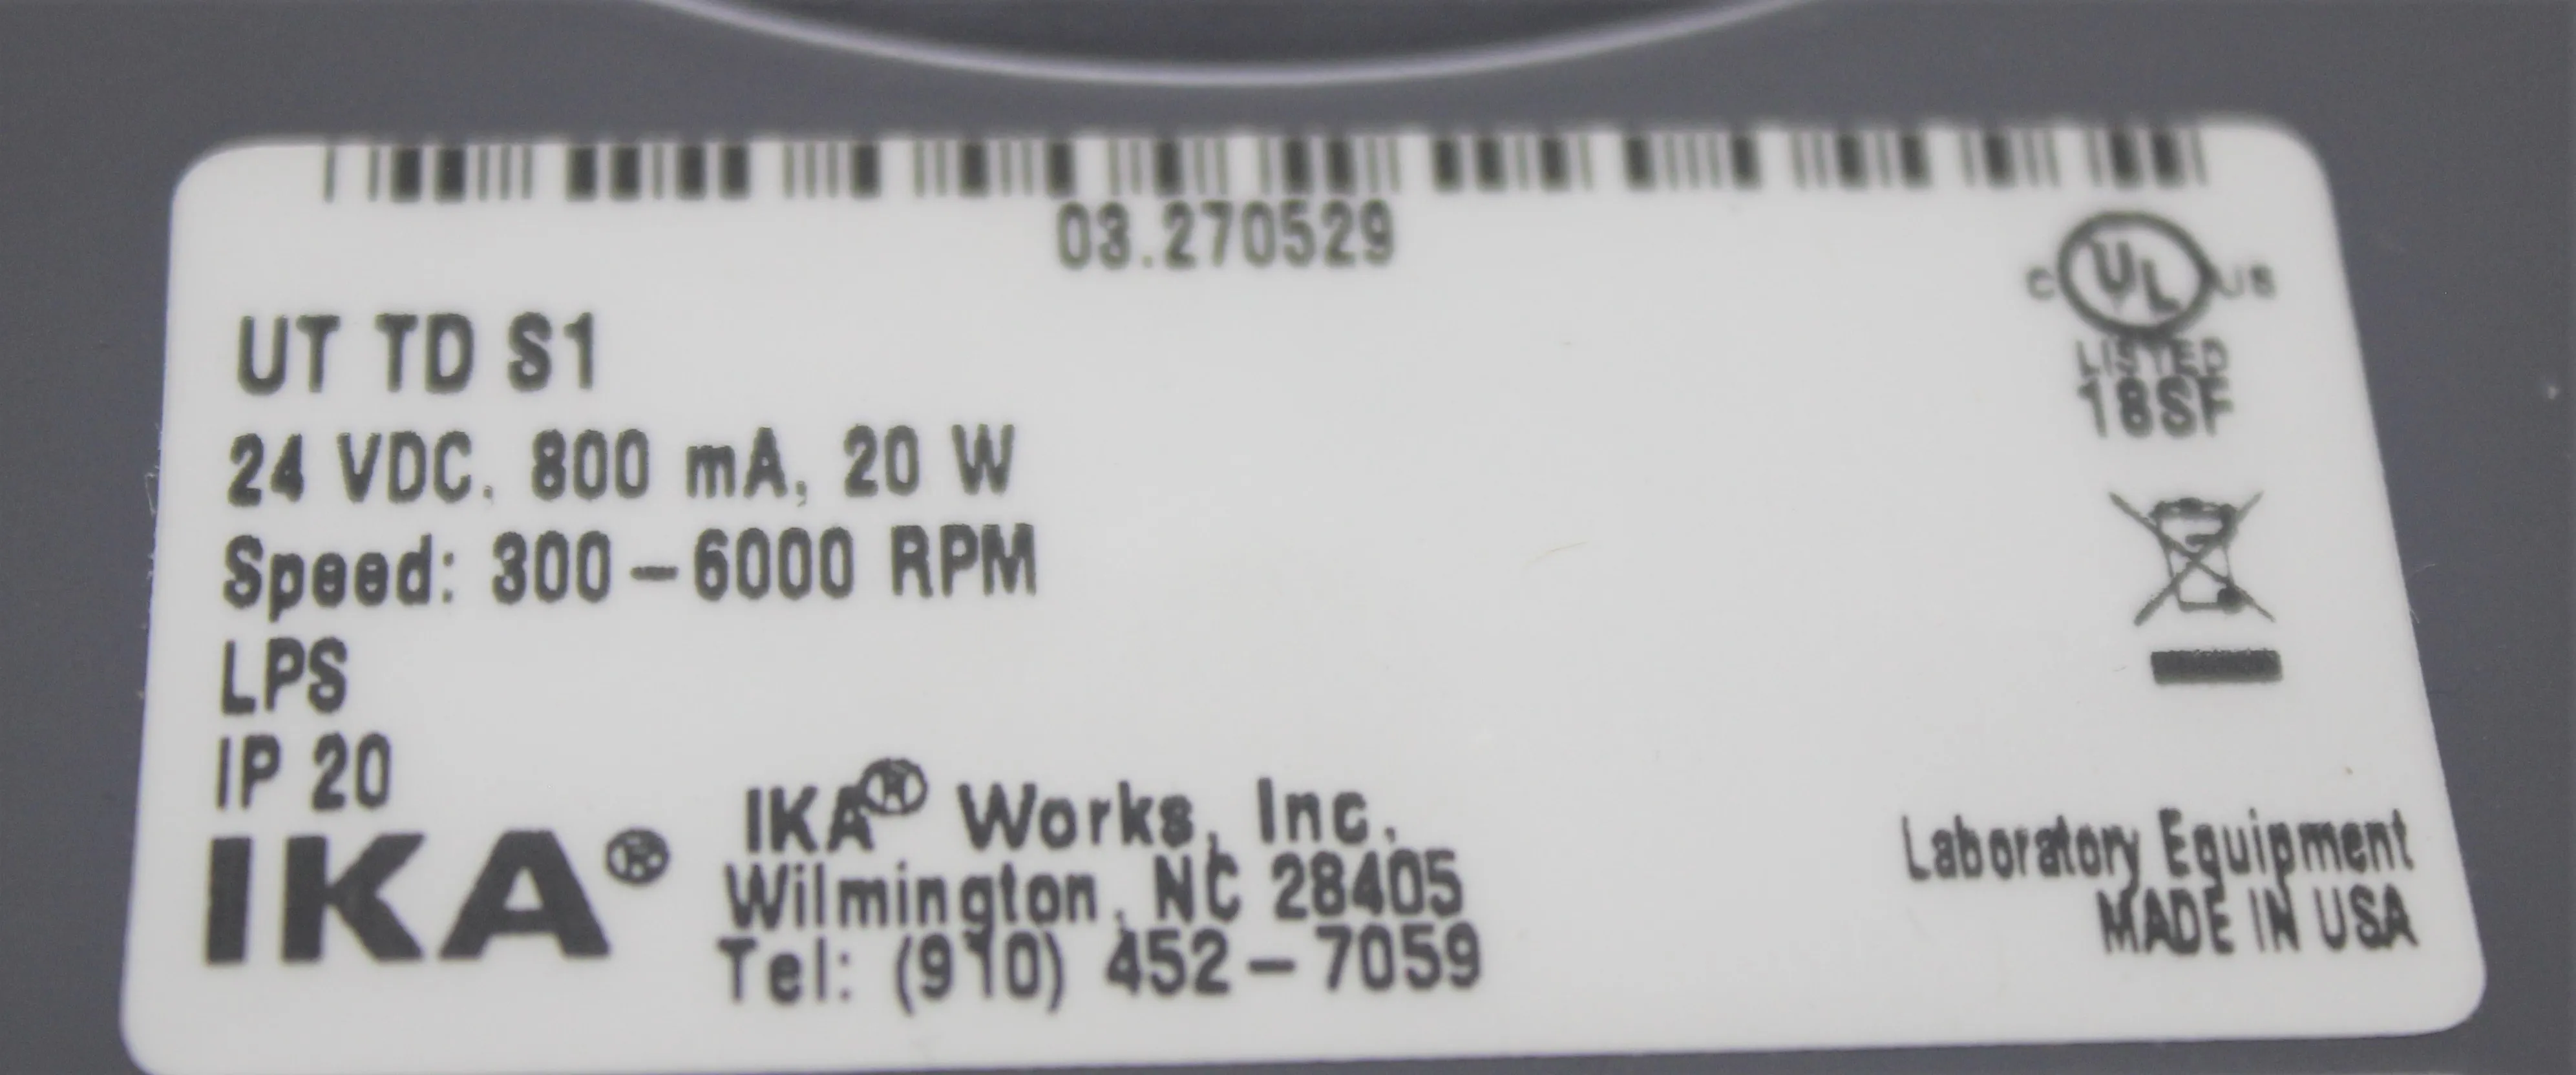 03.270529
C UL US
LISTED
18SF
UT TD S1
24 VDC, 800 mA, 20 W
Speed: 300-6000 RPM
LPS
IP 20
IKA®
IKA® Works, Inc.
Wilmington, NC 28405
Tel: (910) 452-7059
Laboratory Equipment
MADE IN USA